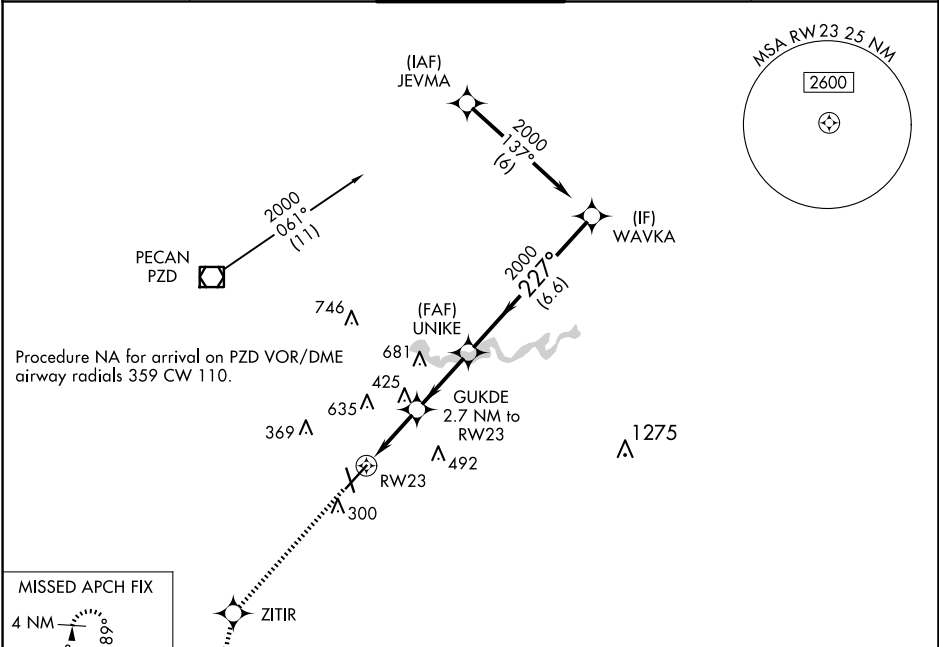 MSA RW 23 25 NM
2600
(IAF)
JEVMA
2000
137°
(6)
(IF)
WAVKA
2000
061°
(11)
PECAN
PZD
2000
227°
(6.6)
746
(FAF)
UNIKE
Procedure NA for arrival on PZD VOR/DME
airway radials 359 CW 110.
681
425
635
GUKDE
2.7 NM to
RW23
369
1275
492
RW23
300
MISSED APCH FIX
4 NM
ZITIR